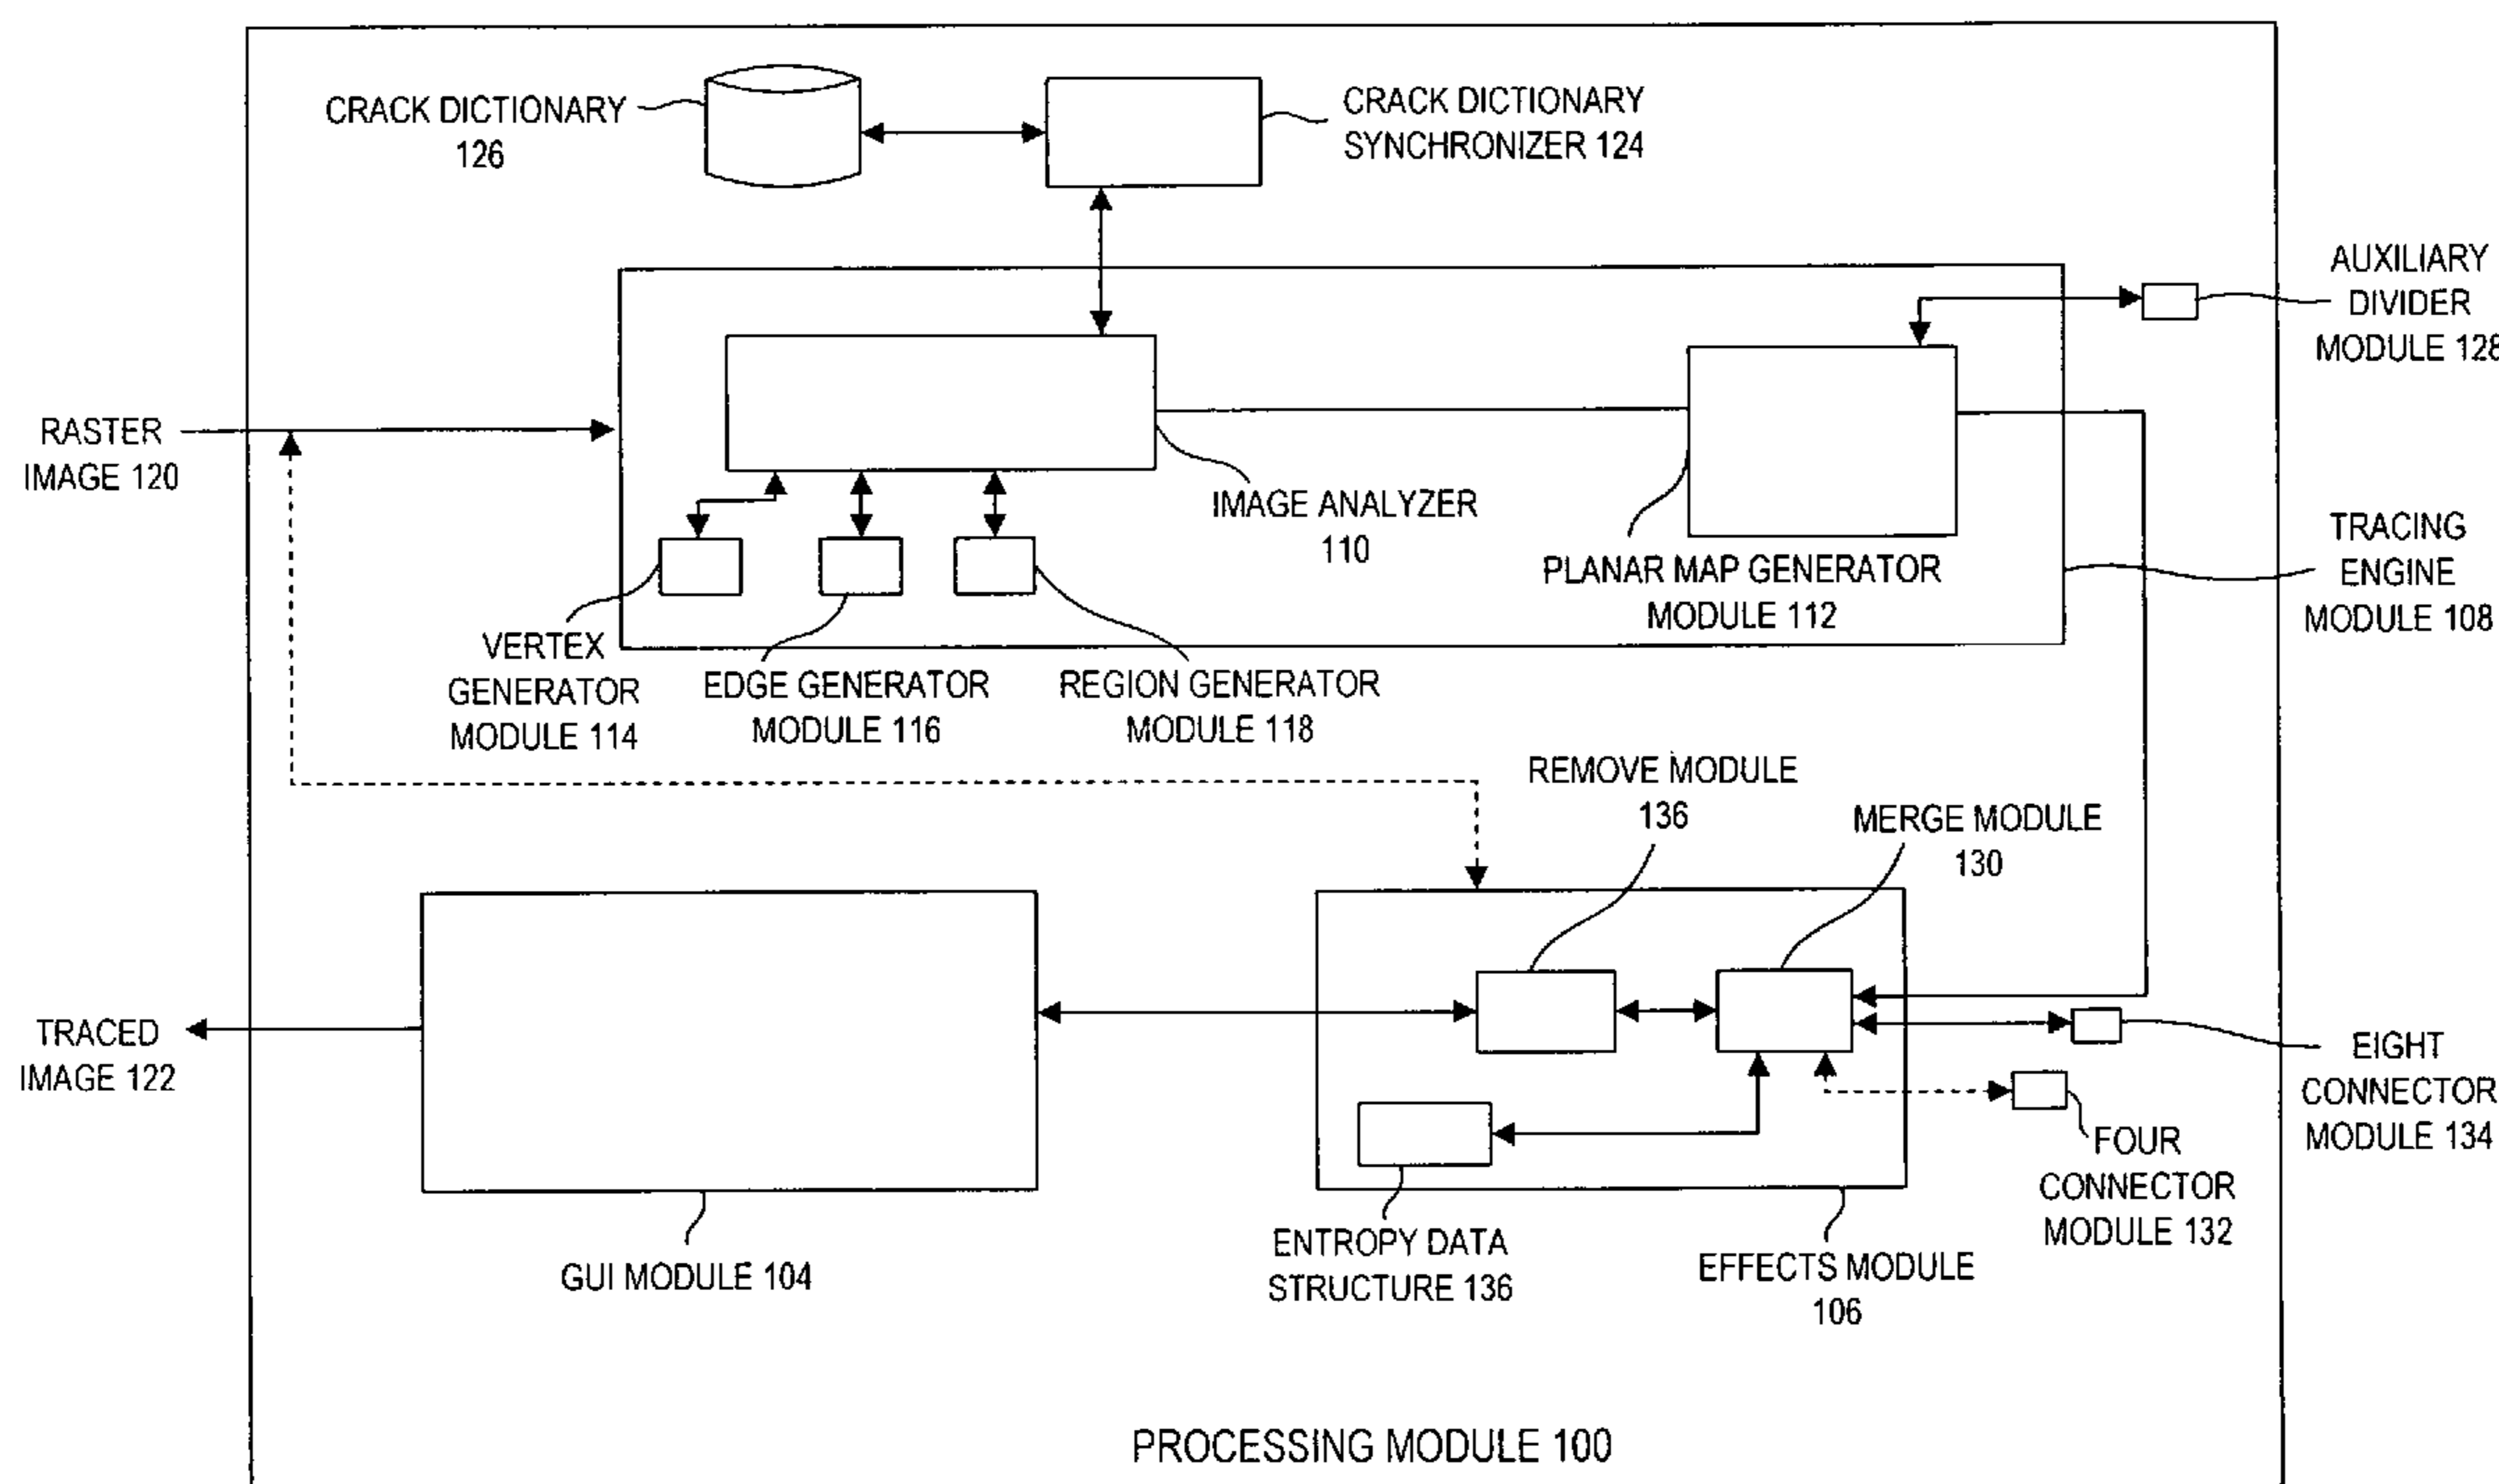 CRACK DICTIONARY
126
CRACK DICTIONARY
SYNCHRONIZER 124
AUXILIARY
DIVIDER
MODULE 128
RASTER
IMAGE 120
IMAGE ANALYZER
110
PLANAR MAP GENERATOR
MODULE 112
TRACING
ENGINE
MODULE 108
VERTEX
GENERATOR
MODULE 114
EDGE GENERATOR
MODULE 116
REGION GENERATOR
MODULE 118
REMOVE MODULE
136
MERGE MODULE
130
TRACED
IMAGE 122
EIGHT
CONNECTOR
MODULE 134
FOUR
CONNECTOR
MODULE 132
GUI MODULE 104
ENTROPY DATA
STRUCTURE 136
EFFECTS MODULE
106
PROCESSING MODULE 100